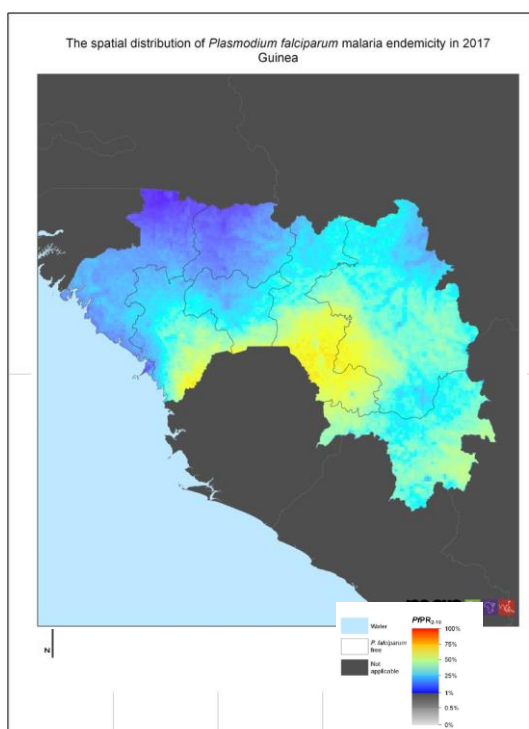 The spatial distribution of Plasmodium falciparum malaria endemicity in 2017
Guinea
N
Water
P. falciparum
free
Not
applicable
PfPR2-10
100%
75%
50%
25%
1%
0.5%
0%